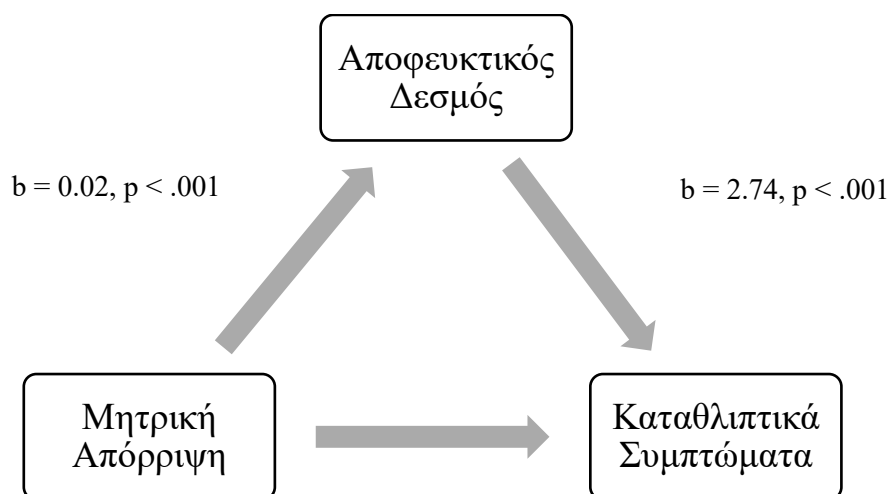 Αποφευκτικός
Δεσμός
b = 0.02, p < .001
b = 2.74, p < .001
Μητρική
Απόρριψη
Καταθλιπτικά
Συμπτώματα